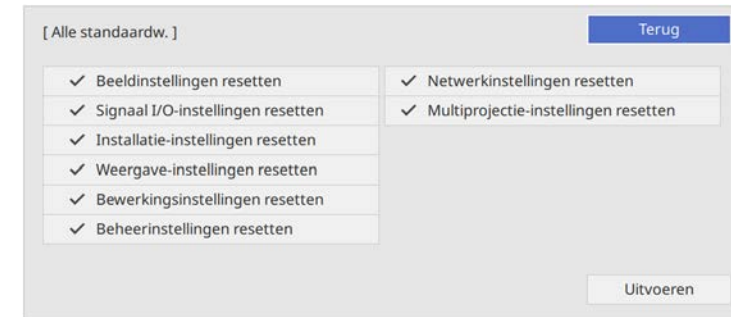 [ Alle standaardw. ]
Terug
✓ Beeldinstellingen resetten
✓ Signaal I/O-instellingen resetten
✓ Installatie-instellingen resetten
✓ Weergave-instellingen resetten
✓ Bewerkingsinstellingen resetten
✓ Beheerinstellingen resetten
✓ Netwerkinstellingen resetten
✓ Multiprojectie-instellingen resetten
Uitvoeren